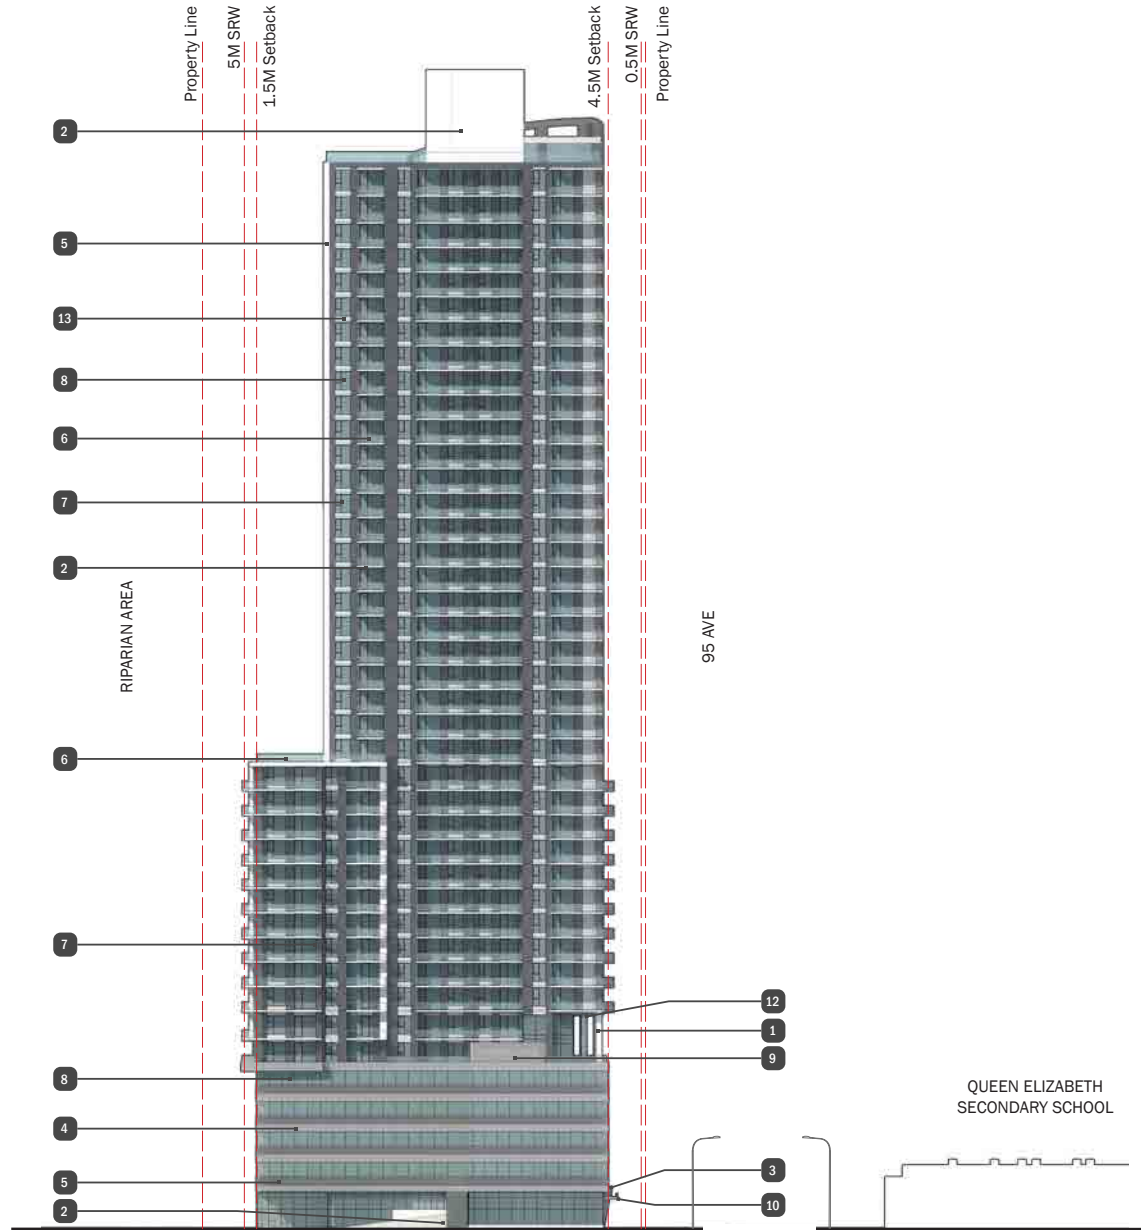 Property Line
5M SRW
1.5M Setback
4.5M Setback
0.5M SRW
Property Line
2
5
13
8
6
7
2
RIPARIAN AREA
95 AVE
6
7
12
1
9
8
QUEEN ELIZABETH
SECONDARY SCHOOL
4
3
5
10
2